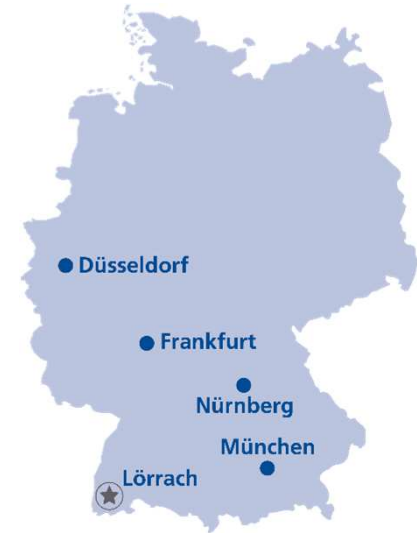 Düsseldorf
Frankfurt
Nürnberg
München
Lörrach